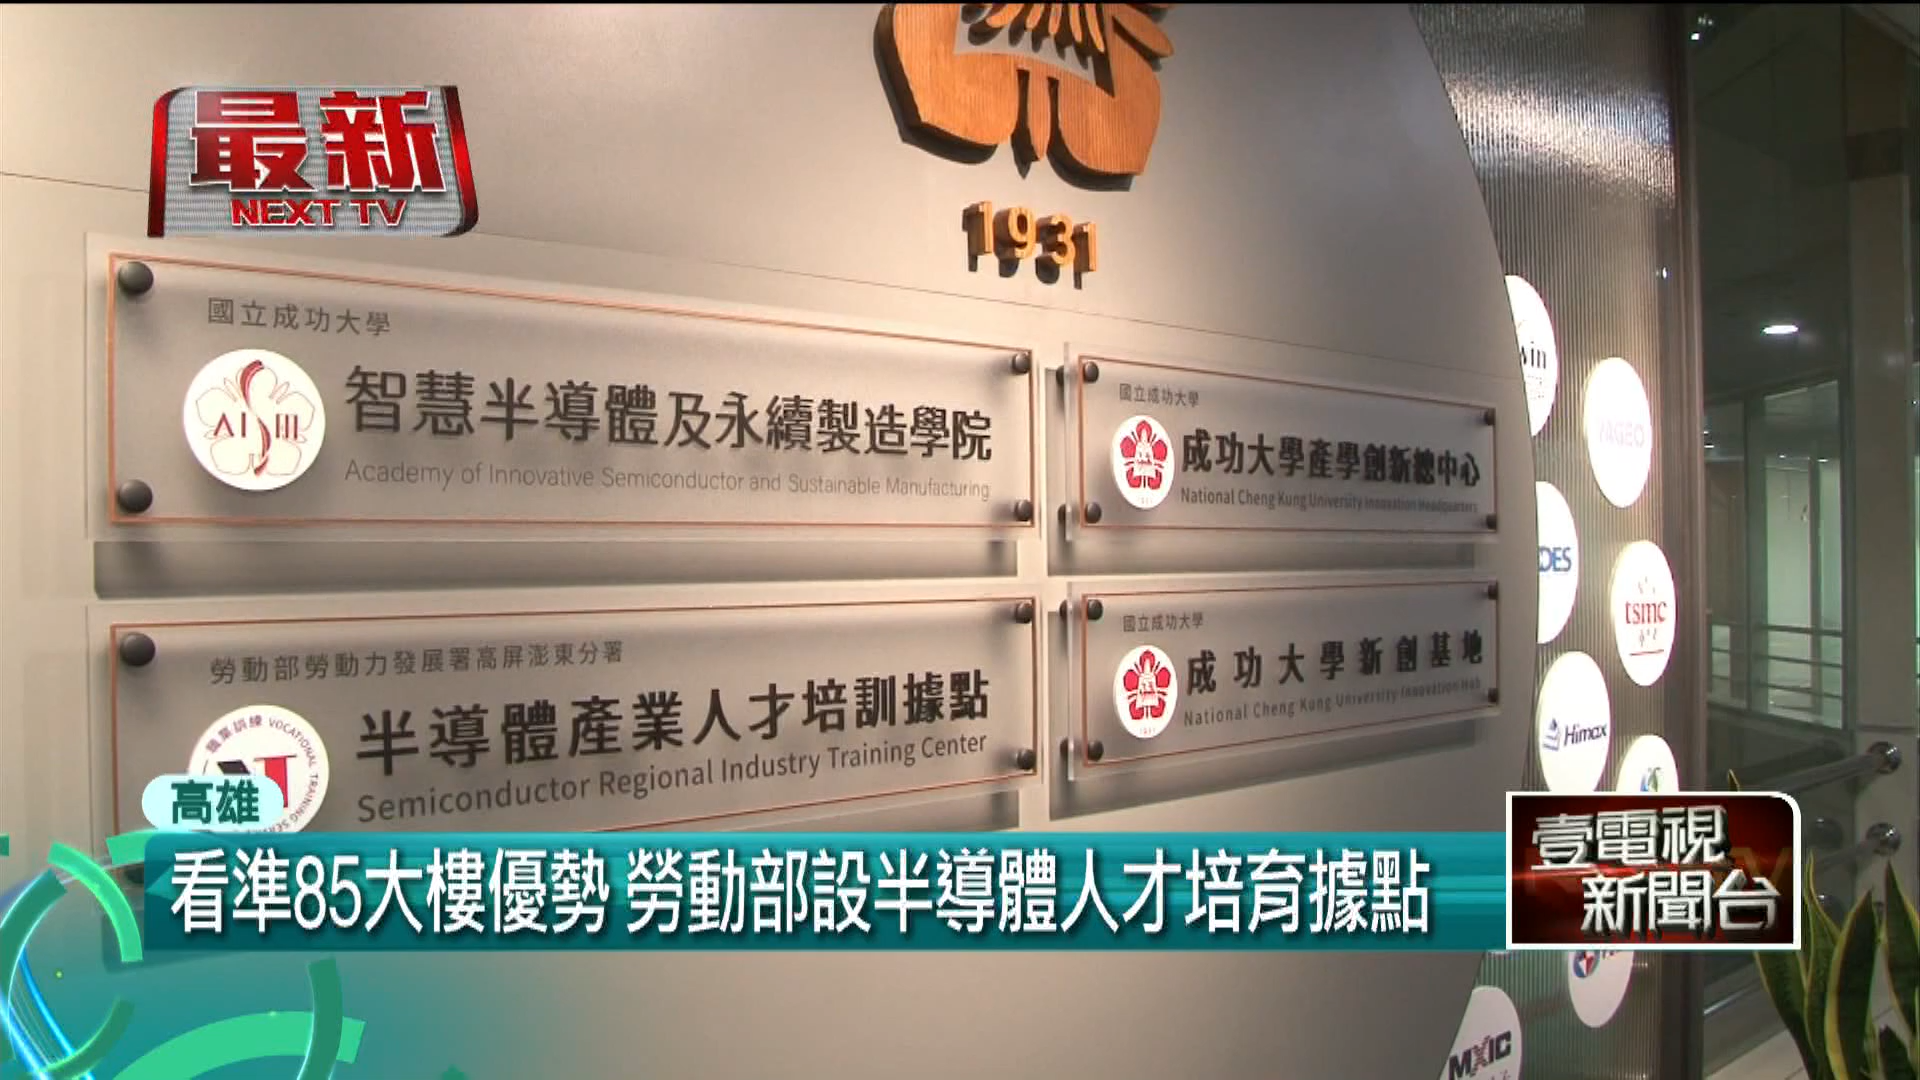 最新
NEXT TV
1931
國立成功大學
AISM
智慧半導體及永續製造學院
Academy of Innovative Semiconductor and Sustainable Manufacturing
國立成功大學
成功大學產學創新總中心
National Cheng Kung University Innovation Headquarters
勞動部勞動力發展署高屏澎東分署
半導體產業人才培訓據點
Semiconductor Regional Industry Training Center
VOCATIONAL TRAINING
國立成功大學
成功大學新創基地
National Cheng Kung University Innovation Hub
YAGEO
tsmc
Himax
MXIC
高雄
看準85大樓優勢 勞動部設半導體人才培育據點
壹電視
新聞台